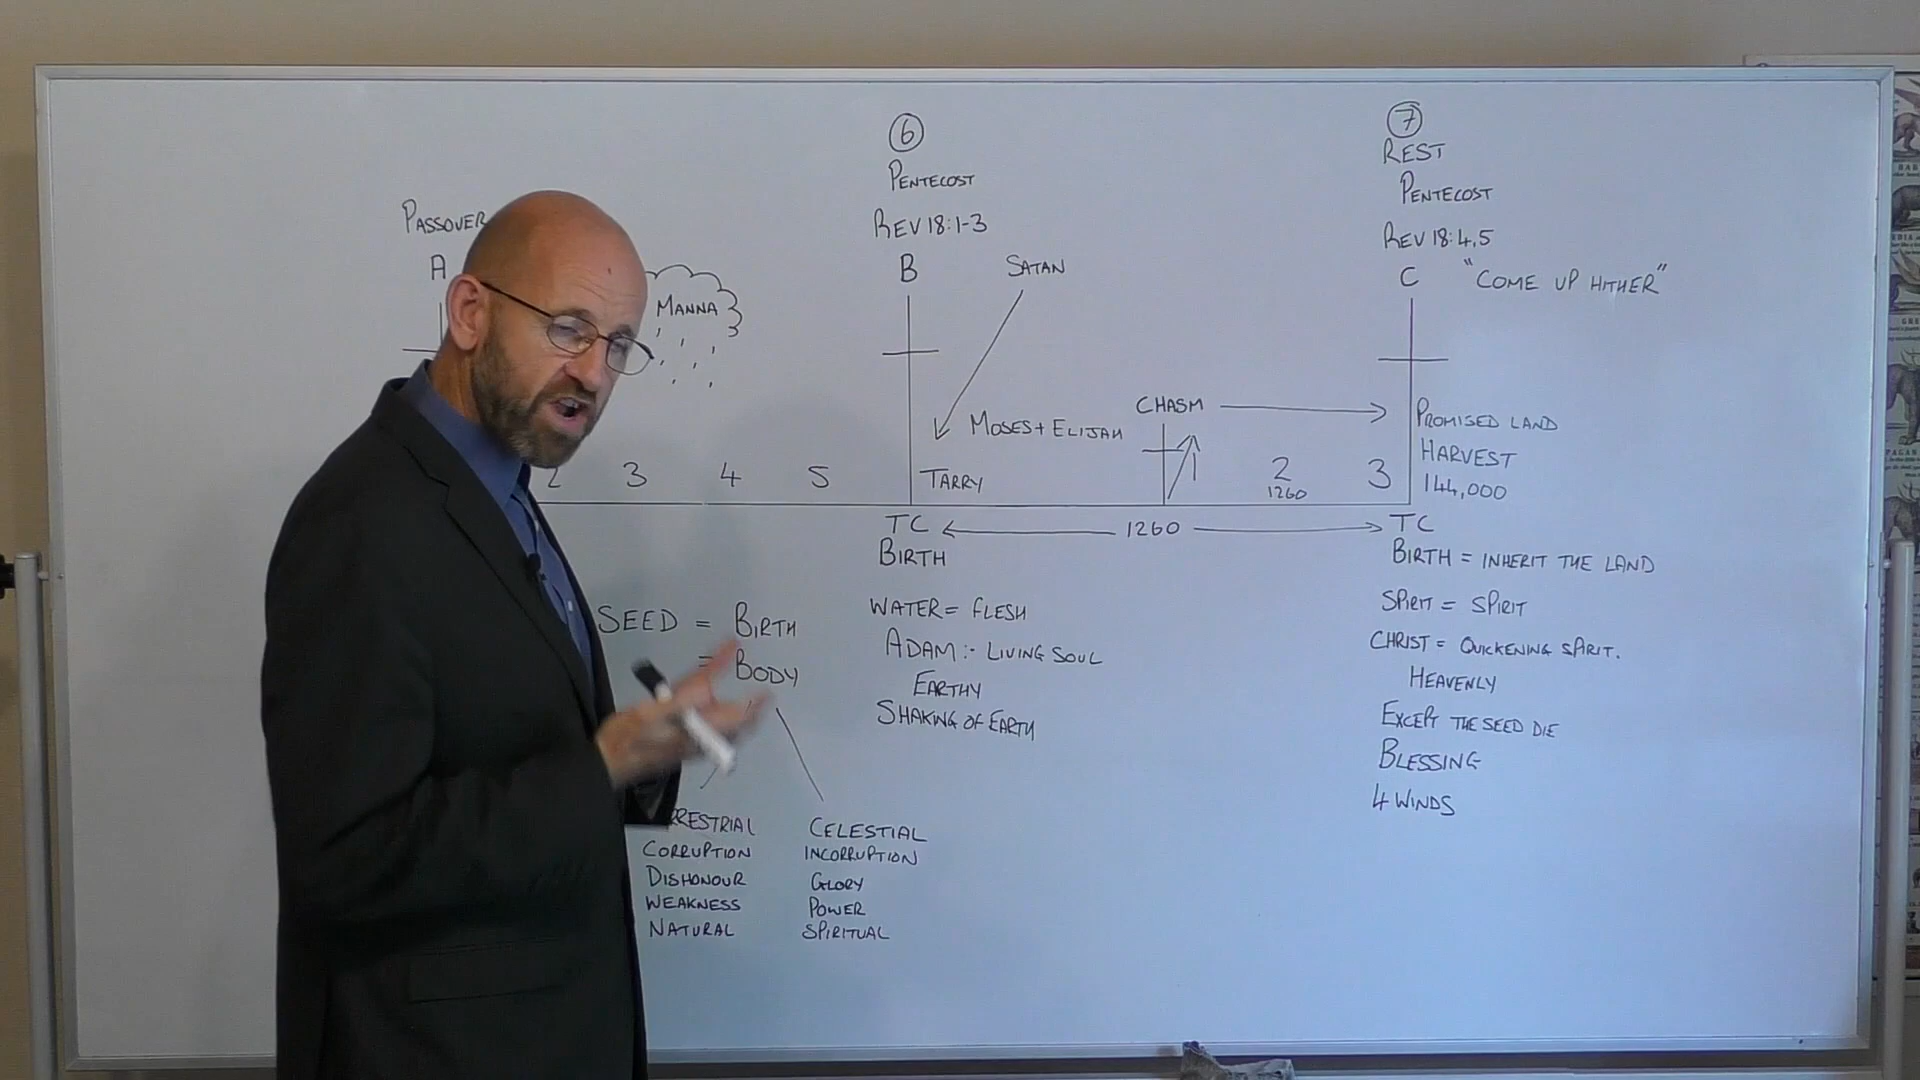 PASSOVER
A
MANNA
2 3 4 5
6
PENTECOST
REV 18:1-3
B
SATAN
MOSES + ELIJAH
TARRY
CHASM
1 2 3
1260
7
REST
PENTECOST
REV 18:4,5
C "COME UP HITHER"
PROMISED LAND
HARVEST
144,000
TC 1260 TC
BIRTH
BIRTH = INHERIT THE LAND
SEED = BIRTH
= BODY
WATER = FLESH
ADAM :- LIVING SOUL
EARTHY
SHAKING OF EARTH
SPIRIT = SPIRIT
CHRIST = QUICKENING SPIRIT.
HEAVENLY
EXCEPT THE SEED DIE
BLESSING
4 WINDS
RRESTRIAL CELESTIAL
CORRUPTION INCORRUPTION
DISHONOUR GLORY
WEAKNESS POWER
NATURAL SPIRITUAL